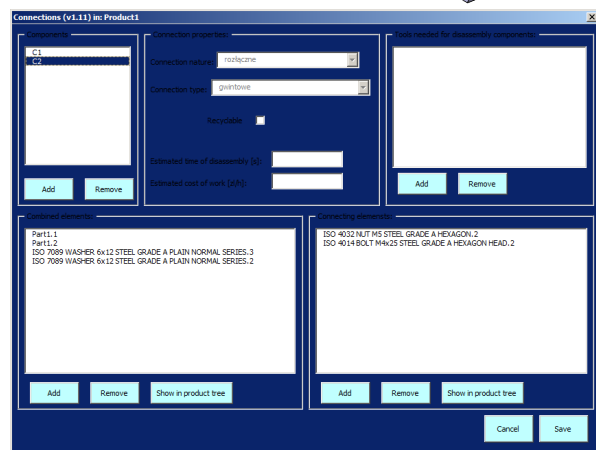 Connections (v1.11) in: Product1
Components:
C1
C2
Add
Remove
Connection properties:
Connection nature:
rozłączne
Connection type:
gwintowe
Recyclable
Estimated time of disassembly [s]:
Estimated cost of work [zł/h]:
Tools needed for disassembly components:
Add
Remove
Combined elements:
Part1.1
Part1.2
ISO 7089 WASHER 6x12 STEEL GRADE A PLAIN NORMAL SERIES.3
ISO 7089 WASHER 6x12 STEEL GRADE A PLAIN NORMAL SERIES.2
Add
Remove
Show in product tree
Connecting elements:
ISO 4032 NUT M5 STEEL GRADE A HEXAGON.2
ISO 4014 BOLT M4x25 STEEL GRADE A HEXAGON HEAD.2
Add
Remove
Show in product tree
Cancel
Save